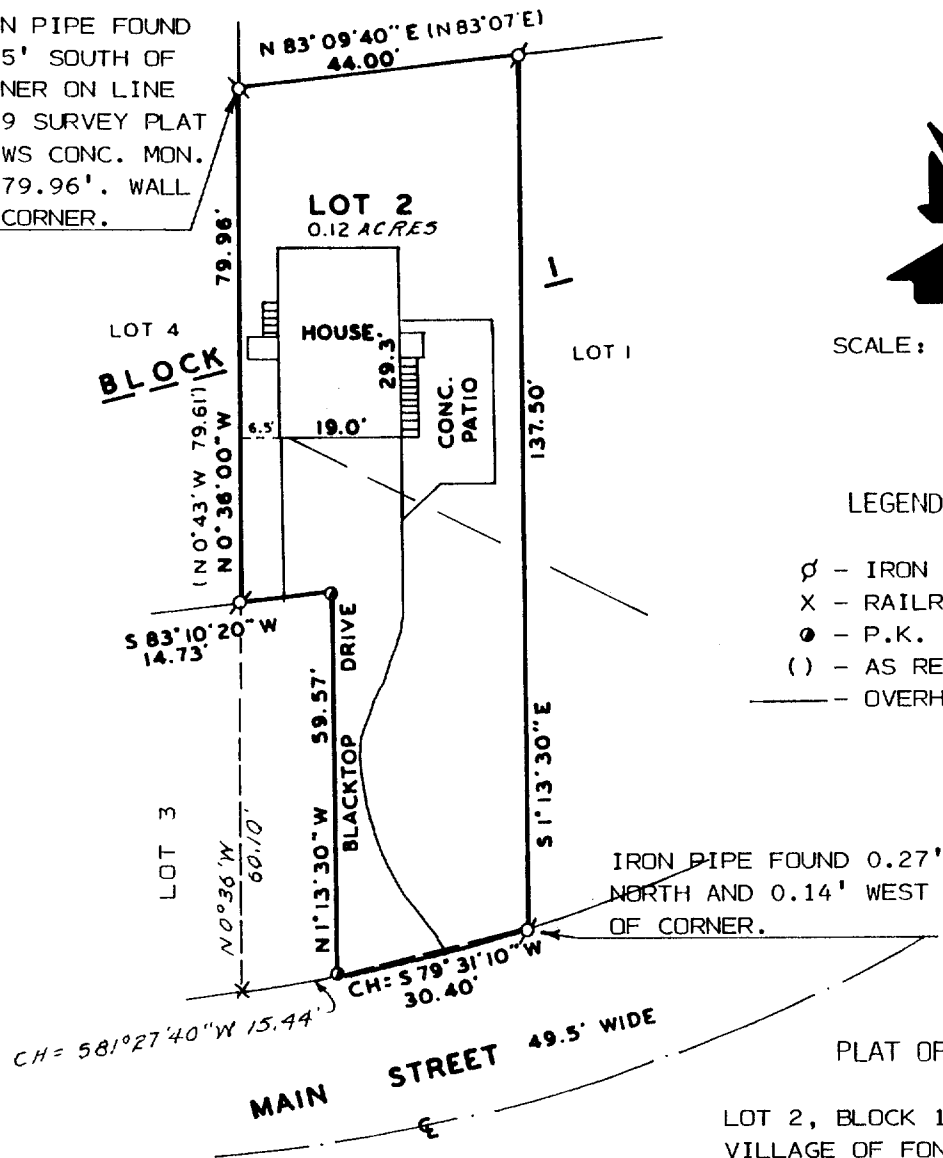 N PIPE FOUND
5' SOUTH OF
NER ON LINE
9 SURVEY PLAT
WS CONC. MON.
79.96'. WALL
CORNER.
N 83°09'40" E (N 83°07'E)
44.00'
LOT 2
0.12 ACRES
79.96'
1
LOT 4
HOUSE.
LOT 1
SCALE:
BLOCK
29.3'
CONC.
PATIO
(N 0°43'W 79.61')
N 0°36'00" W
6.5'
19.0'
137.50'
LEGEND
Ø - IRON
X - RAILR
- P.K.
() - AS RE
- OVERH
S 83°10'20" W
14.73'
DRIVE
59.57'
BLACKTOP
N 1°13'30" W
S 1°13'30" E
LOT 3
N 0°36'W
60.10'
IRON PIPE FOUND 0.27'
NORTH AND 0.14' WEST
OF CORNER.
CH= S 79° 31'10" W
30.40'
CH= S81°27'40"W 15.44'
MAIN STREET 49.5' WIDE
℄
PLAT OF
LOT 2, BLOCK 1
VILLAGE OF FON